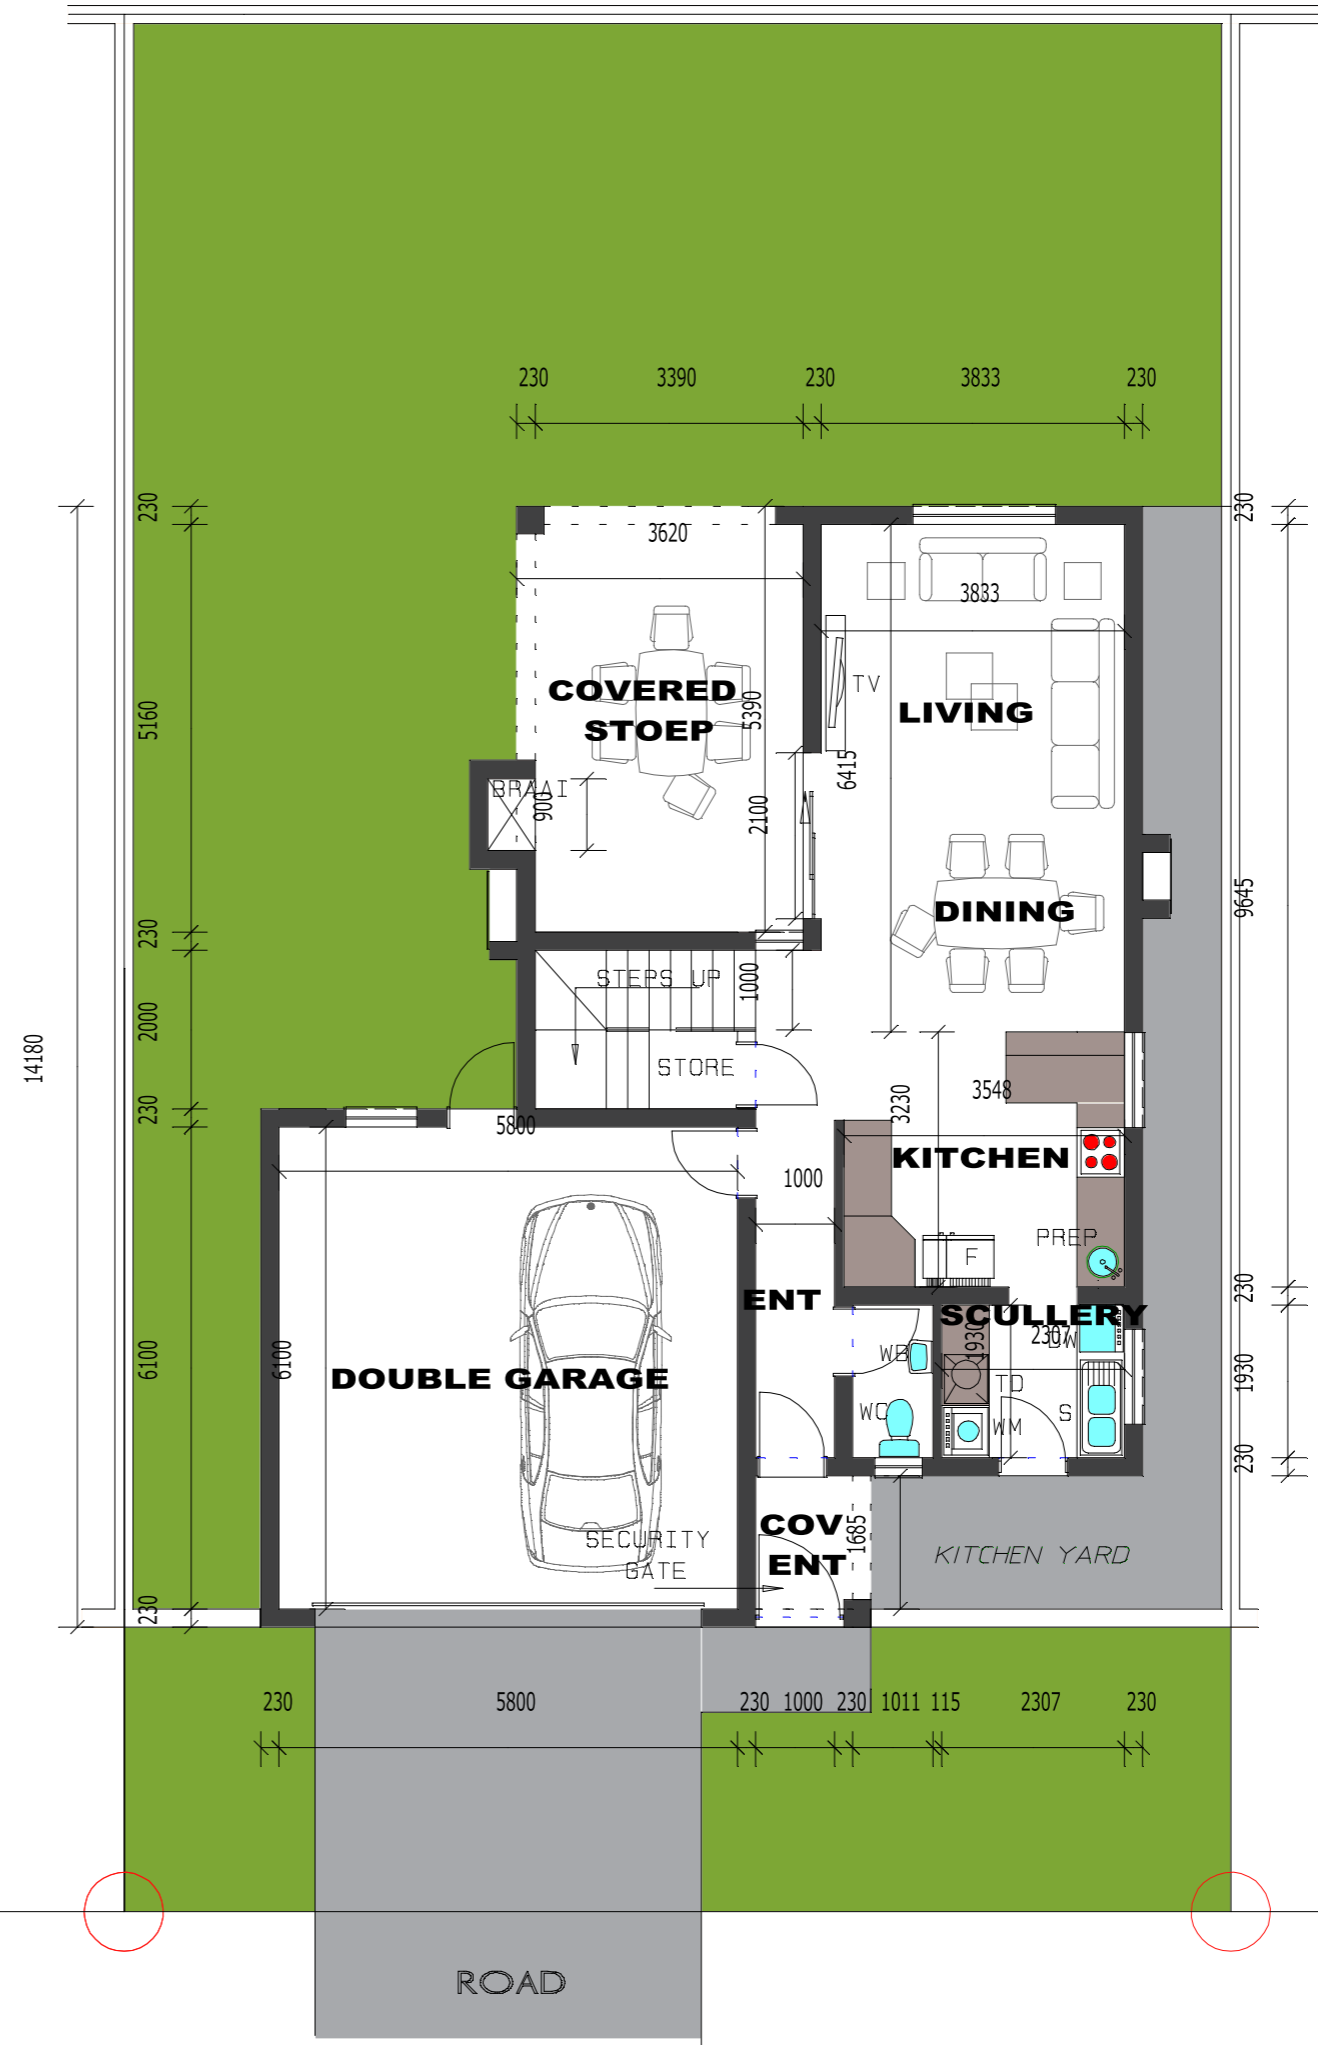 230 3390 230 3833 230
230
230
3620
3833
TV
COVERED
STOEP
LIVING
5390
5160
6415
BRAAI
900
2100
DINING
9645
230
STEPS UP
1000
2000
14180
STORE
3548
230
5800
3230
KITCHEN
1000
PREP
F
ENT
230
SCULLERY
2307
1930
DW
WB
6100
6100
DOUBLE GARAGE
1930
TD
WC
WM
S
230
COV
ENT
1685
SECURITY
GATE
KITCHEN YARD
230
230 5800 230 1000 230 1011 115 2307 230
ROAD